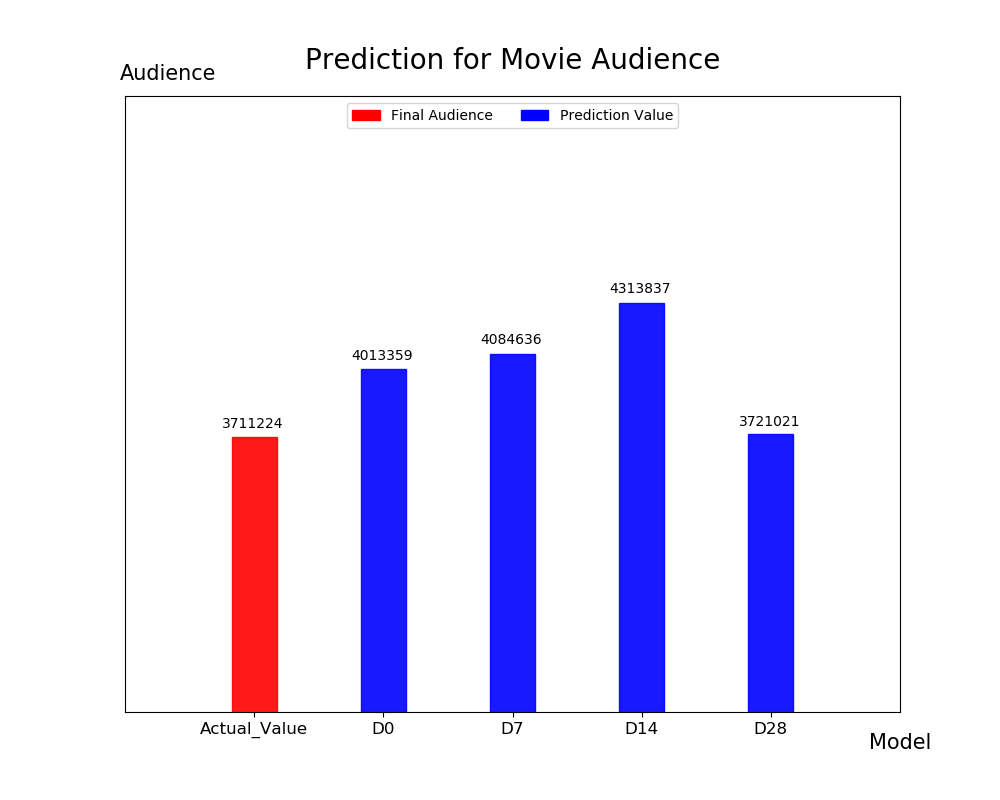 Prediction for Movie Audience
Audience
Final Audience
Prediction Value
4313837
4084636
4013359
3711224
3721021
Actual_Value
D0
D7
D14
D28
Model